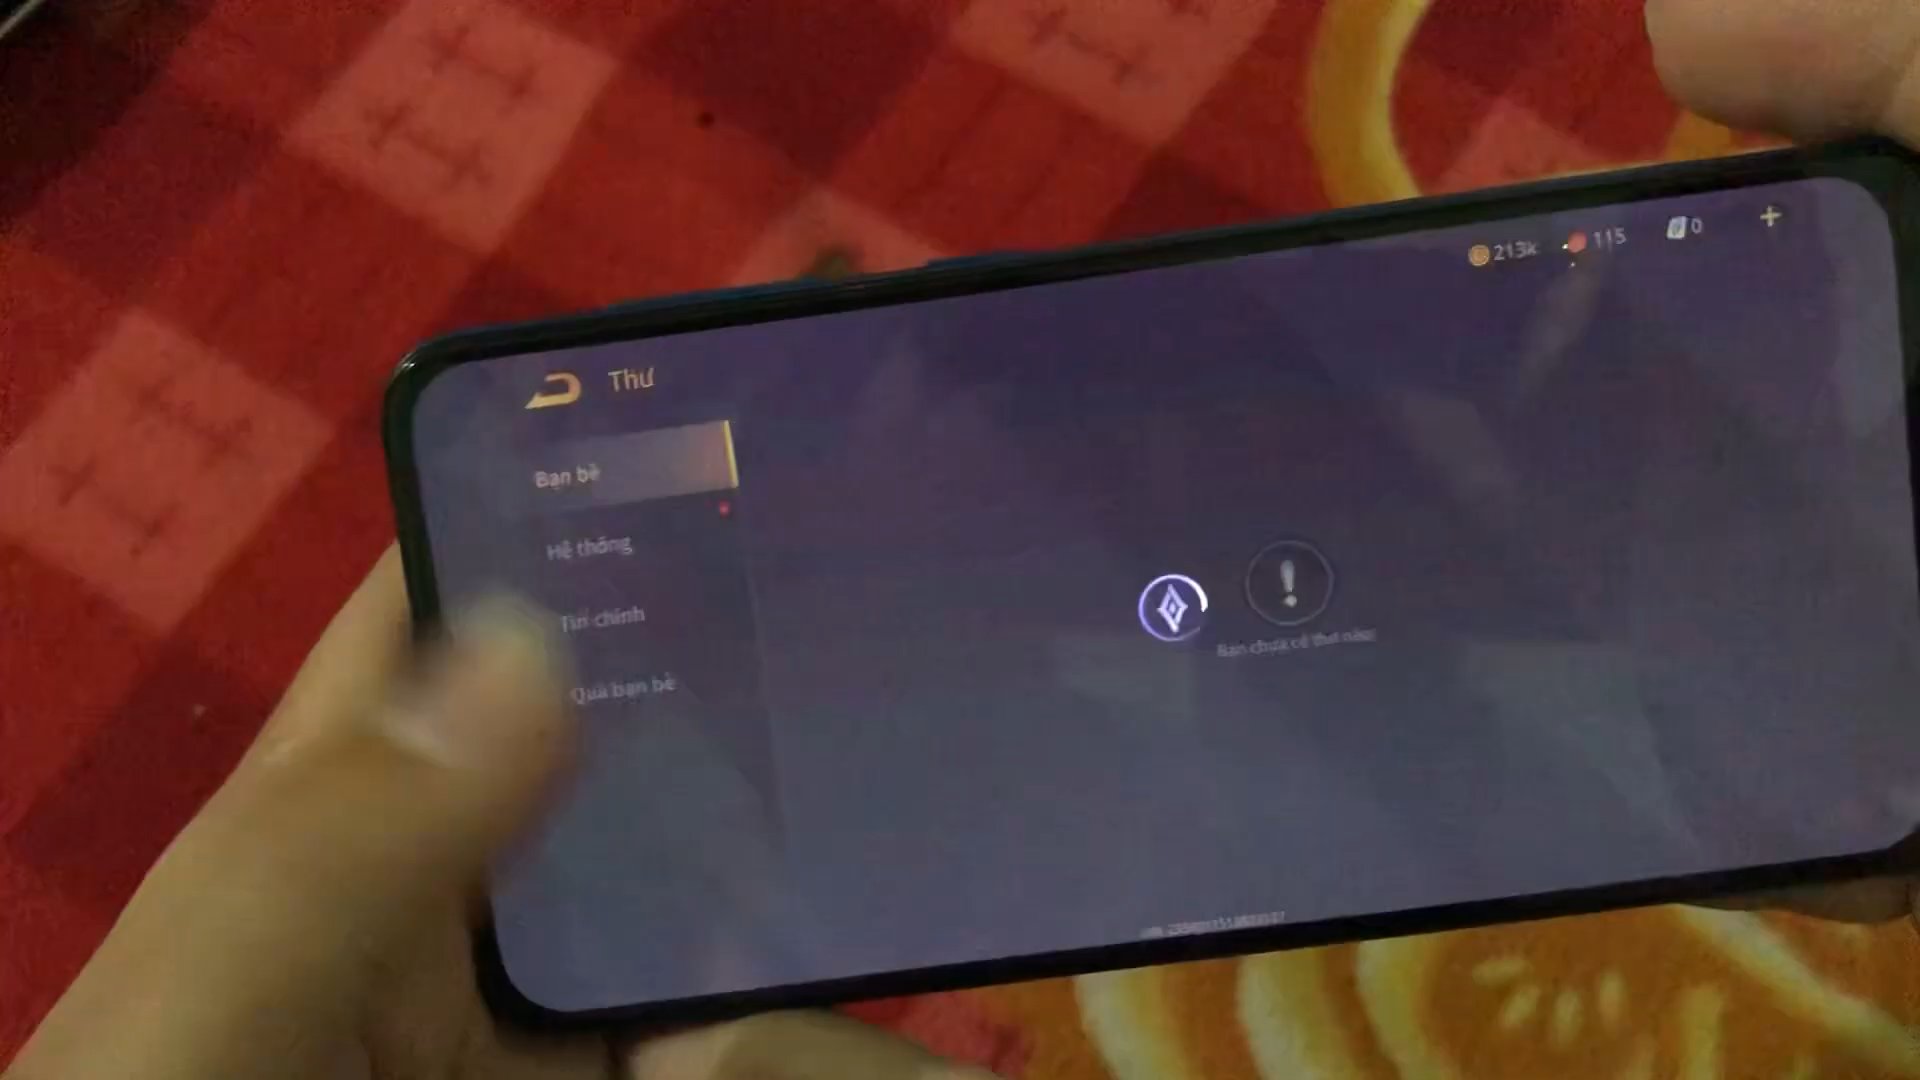 213k
115
0
Thư
Bạn bè
Hệ thống
Tin chính
Quà bạn bè
Bạn chưa có thư nào!